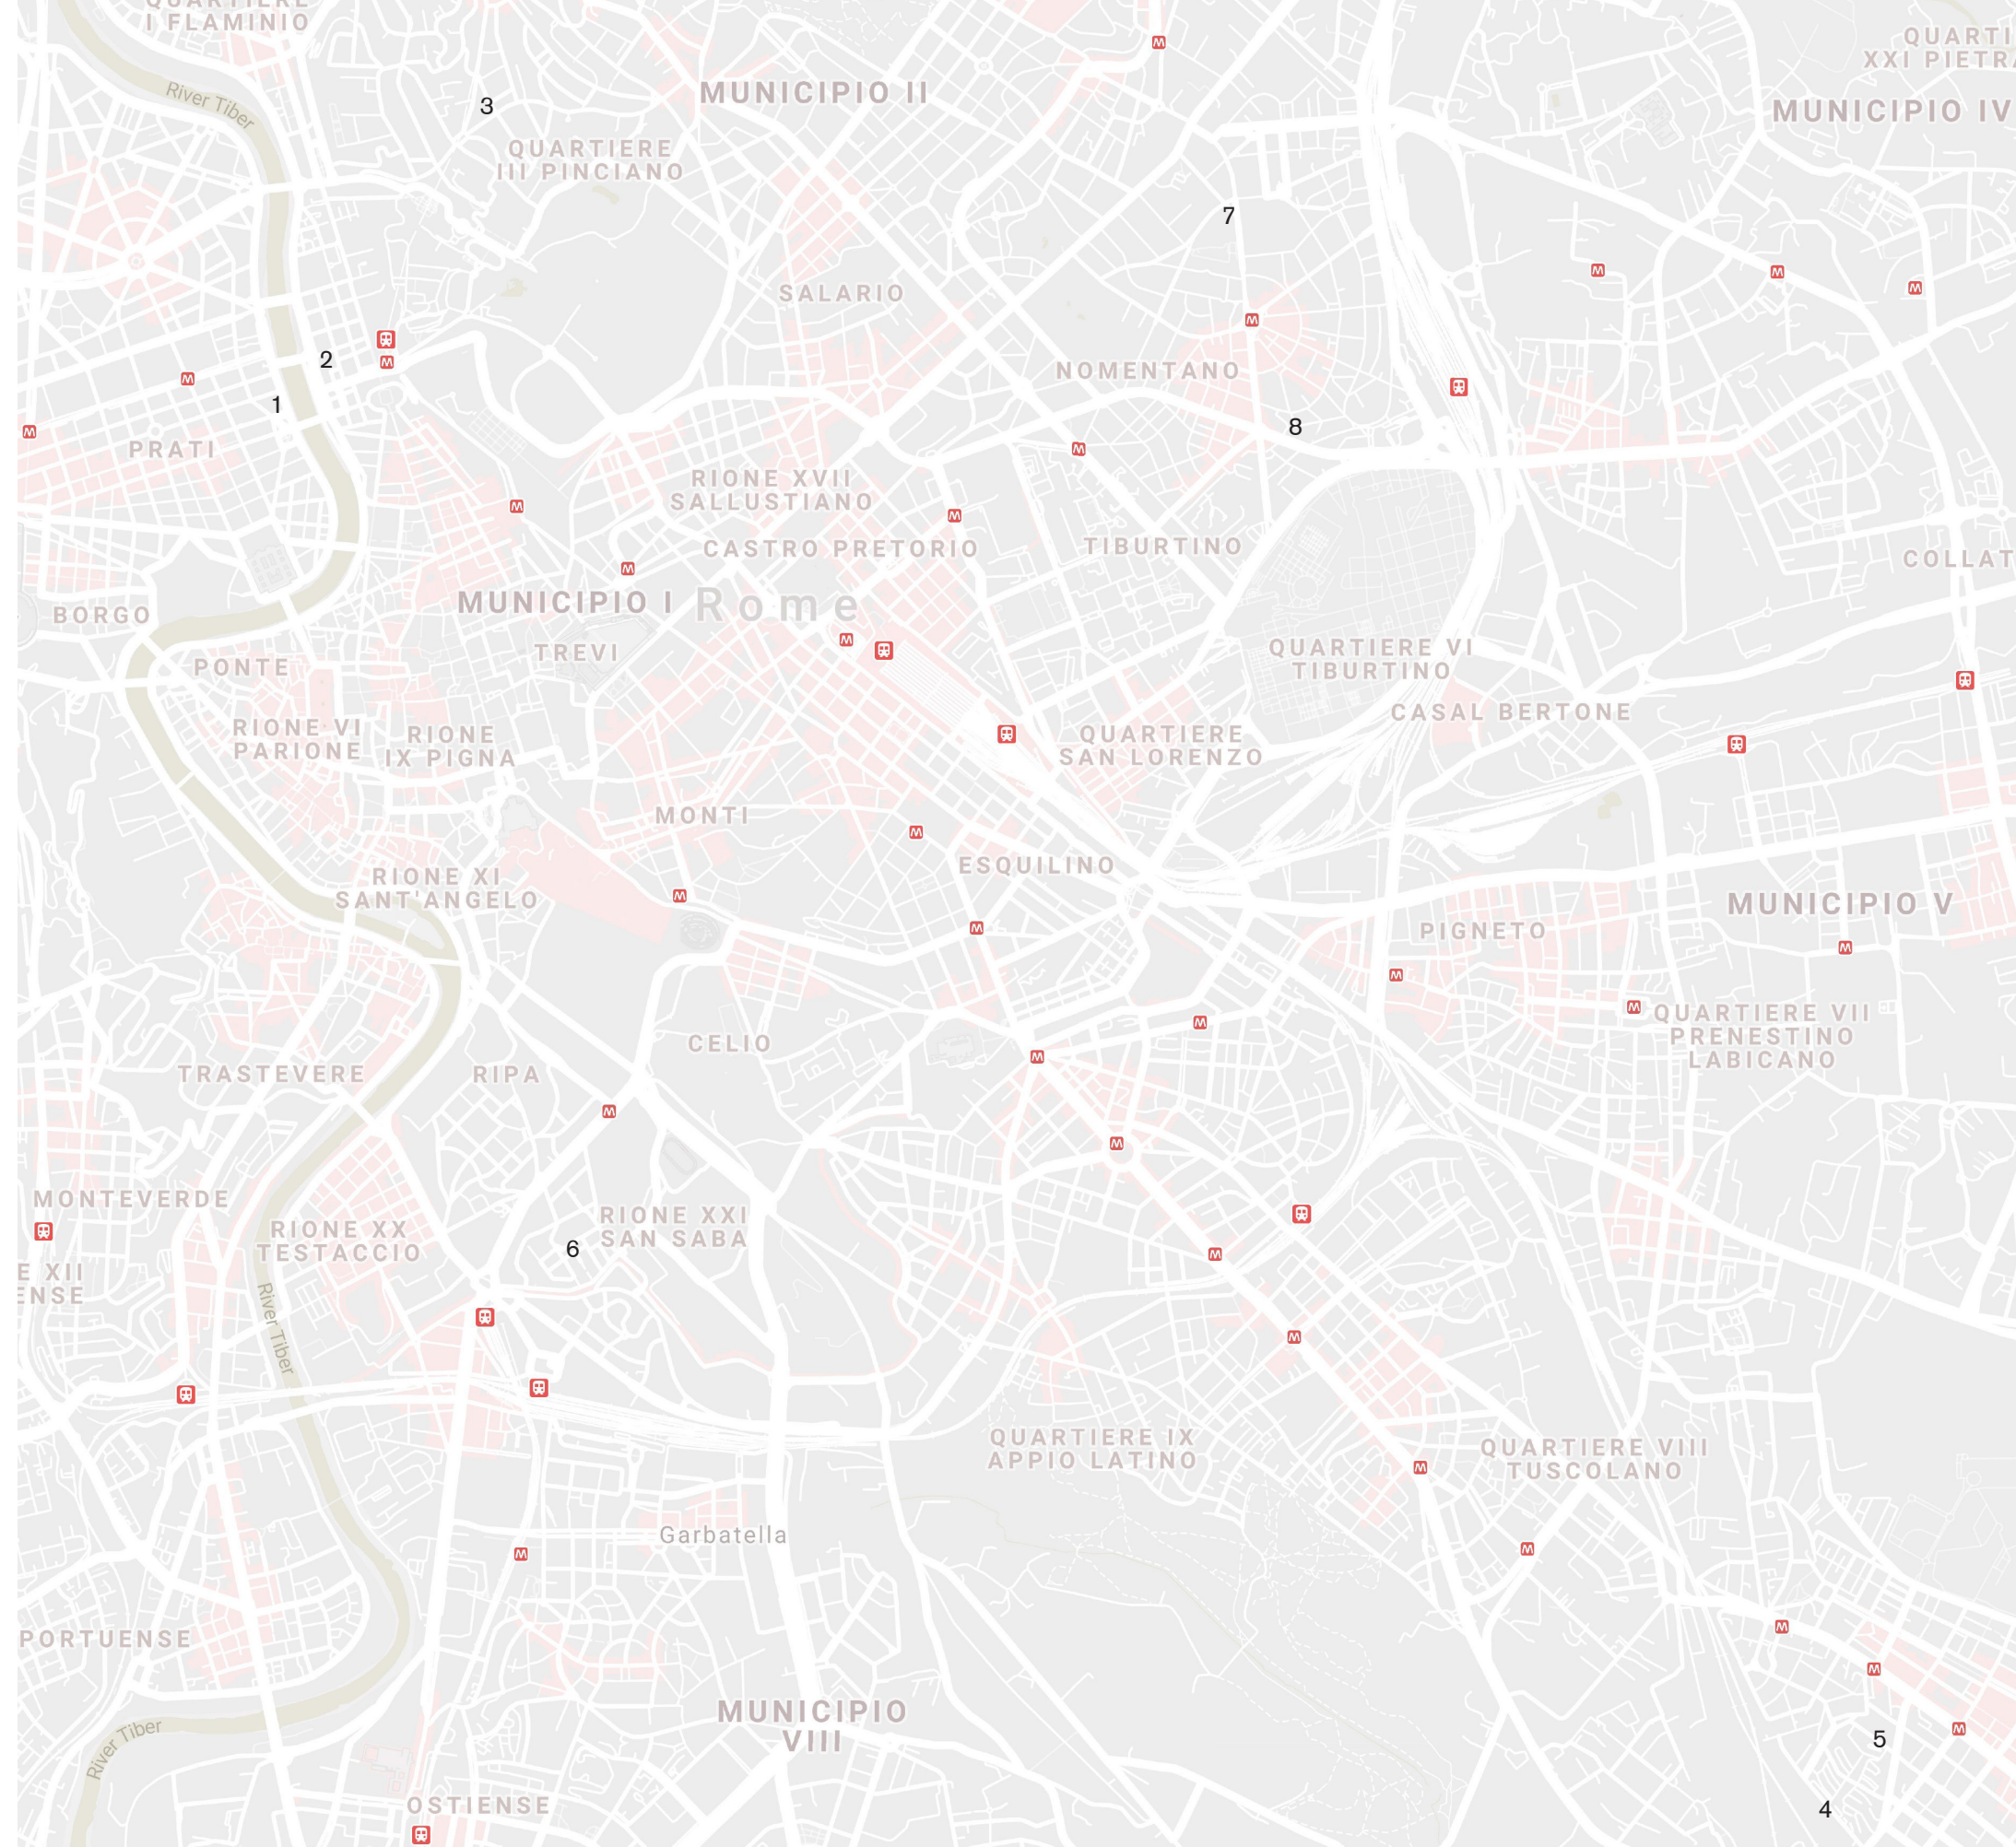 QUARTIERE
I FLAMINIO
QUARTI
XXI PIETRA
River Tiber
MUNICIPIO II
3
MUNICIPIO IV
QUARTIERE
III PINCIANO
7
SALARIO
2
NOMENTANO
1
8
PRATI
RIONE XVII
SALLUSTIANO
CASTRO PRETORIO
TIBURTINO
COLLAT
MUNICIPIO I
Rome
BORGO
TREVI
QUARTIERE VI
TIBURTINO
PONTE
CASAL BERTONE
RIONE VI
PARIONE
RIONE
IX PIGNA
QUARTIERE
SAN LORENZO
MONTI
ESQUILINO
RIONE XI
SANT'ANGELO
MUNICIPIO V
PIGNETO
CELIO
QUARTIERE VII
PRENESTINO
LABICANO
TRASTEVERE
RIPA
MONTEVERDE
RIONE XX
TESTACCIO
RIONE XXI
SAN SABA
6
E XII
ENSE
River Tiber
QUARTIERE IX
APPIO LATINO
QUARTIERE VIII
TUSCOLANO
Garbatella
PORTUENSE
MUNICIPIO
VIII
River Tiber
5
OSTIENSE
4